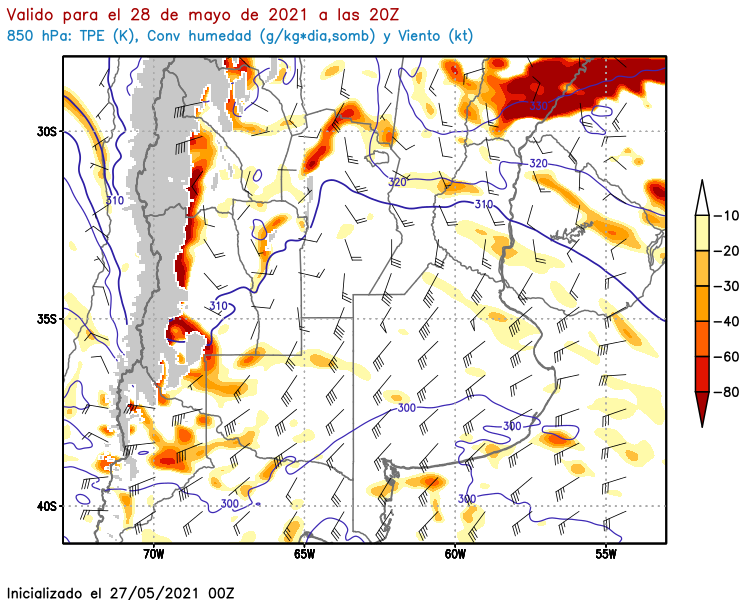 Valido para el 28 de mayo de 2021 a las 20Z
850 hPa: TPE (K), Conv humedad (g/kg*dia,somb) y Viento (kt)
330
30S
320
320
310
310
-10
-20
-30
-40
-60
-80
310
35S
300
300
300
300
40S
70W 65W 60W 55W
Inicializado el 27/05/2021 00Z